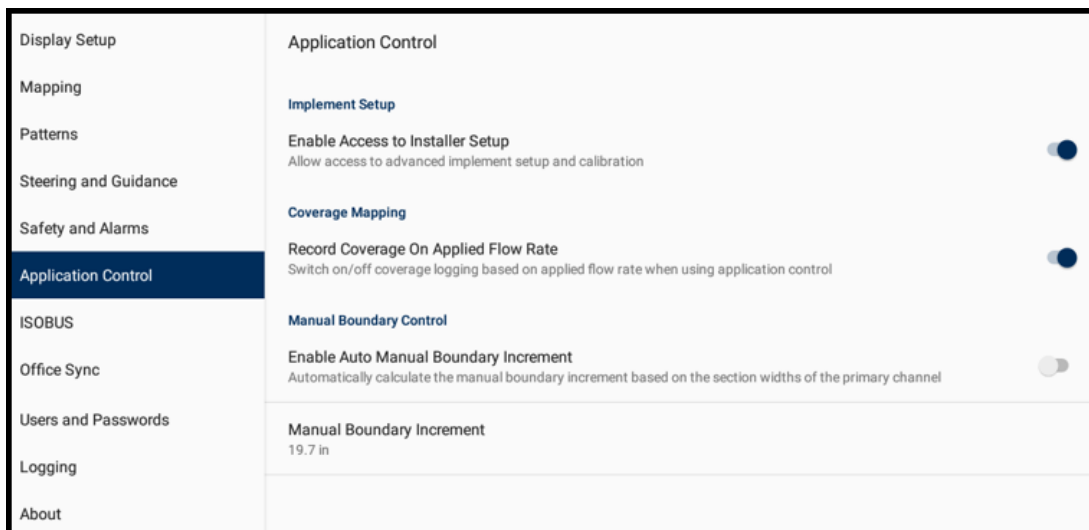 Display Setup
Mapping
Patterns
Steering and Guidance
Safety and Alarms
Application Control
ISOBUS
Office Sync
Users and Passwords
Logging
About
Application Control
Implement Setup
Enable Access to Installer Setup
Allow access to advanced implement setup and calibration
Coverage Mapping
Record Coverage On Applied Flow Rate
Switch on/off coverage logging based on applied flow rate when using application control
Manual Boundary Control
Enable Auto Manual Boundary Increment
Automatically calculate the manual boundary increment based on the section widths of the primary channel
Manual Boundary Increment
19.7 in